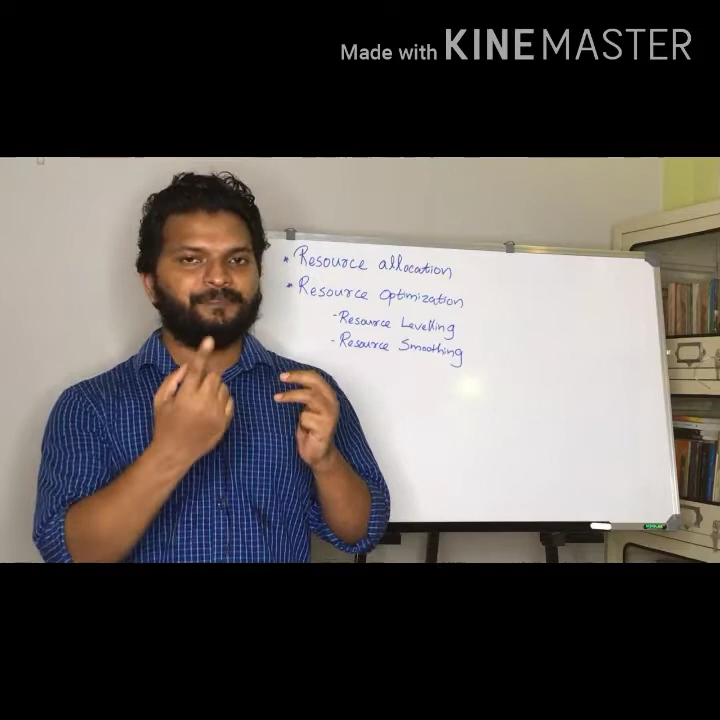 Made with KINEMASTER
* Resource allocation
* Resource Optimization
- Resource Levelling
- Resource Smoothing